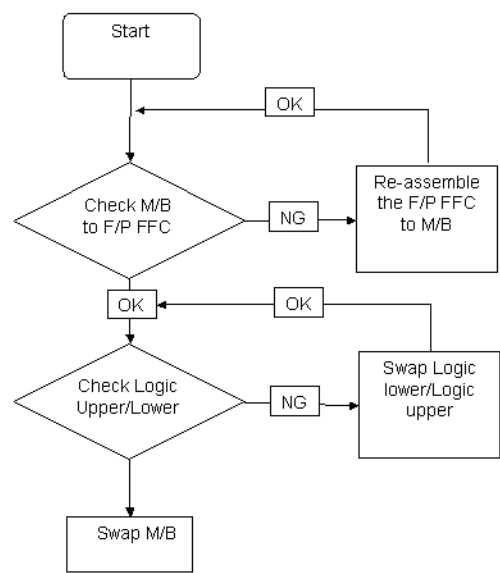 Start
OK
Check M/B
to F/P FFC
NG
Re-assemble
the F/P FFC
to M/B
OK
OK
Check Logic
Upper/Lower
NG
Swap Logic
lower/Logic
upper
Swap M/B